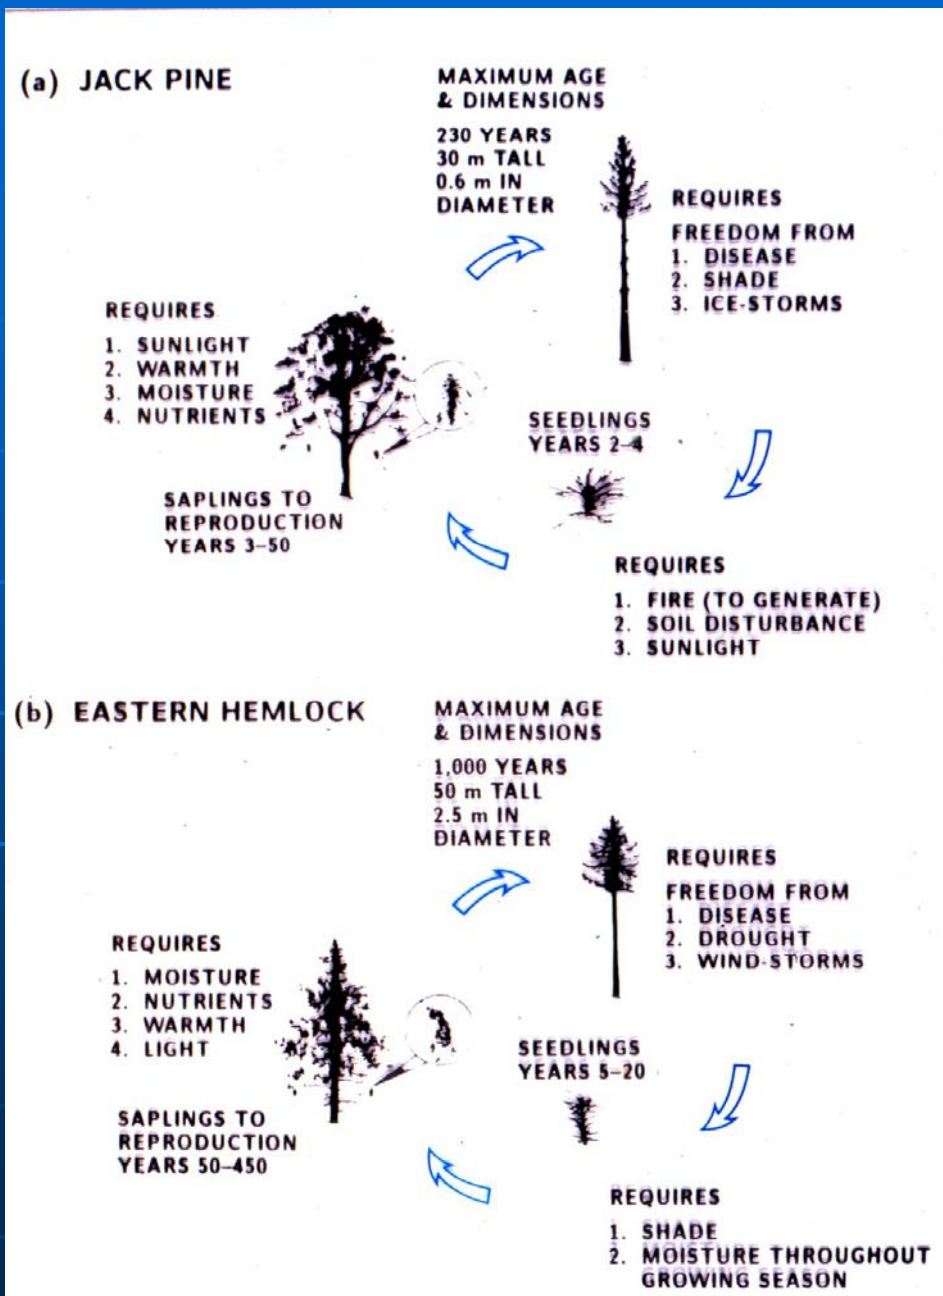 (a) JACK PINE
MAXIMUM AGE
& DIMENSIONS
230 YEARS
30 m TALL
0.6 m IN
DIAMETER
REQUIRES
FREEDOM FROM
1. DISEASE
2. SHADE
3. ICE-STORMS
REQUIRES
1. SUNLIGHT
2. WARMTH
3. MOISTURE
4. NUTRIENTS
SAPLINGS TO
REPRODUCTION
YEARS 3–50
SEEDLINGS
YEARS 2–4
REQUIRES
1. FIRE (TO GENERATE)
2. SOIL DISTURBANCE
3. SUNLIGHT
(b) EASTERN HEMLOCK
MAXIMUM AGE
& DIMENSIONS
1,000 YEARS
50 m TALL
2.5 m IN
DIAMETER
REQUIRES
FREEDOM FROM
1. DISEASE
2. DROUGHT
3. WIND-STORMS
REQUIRES
1. MOISTURE
2. NUTRIENTS
3. WARMTH
4. LIGHT
SAPLINGS TO
REPRODUCTION
YEARS 50–450
SEEDLINGS
YEARS 5–20
REQUIRES
1. SHADE
2. MOISTURE THROUGHOUT
GROWING SEASON